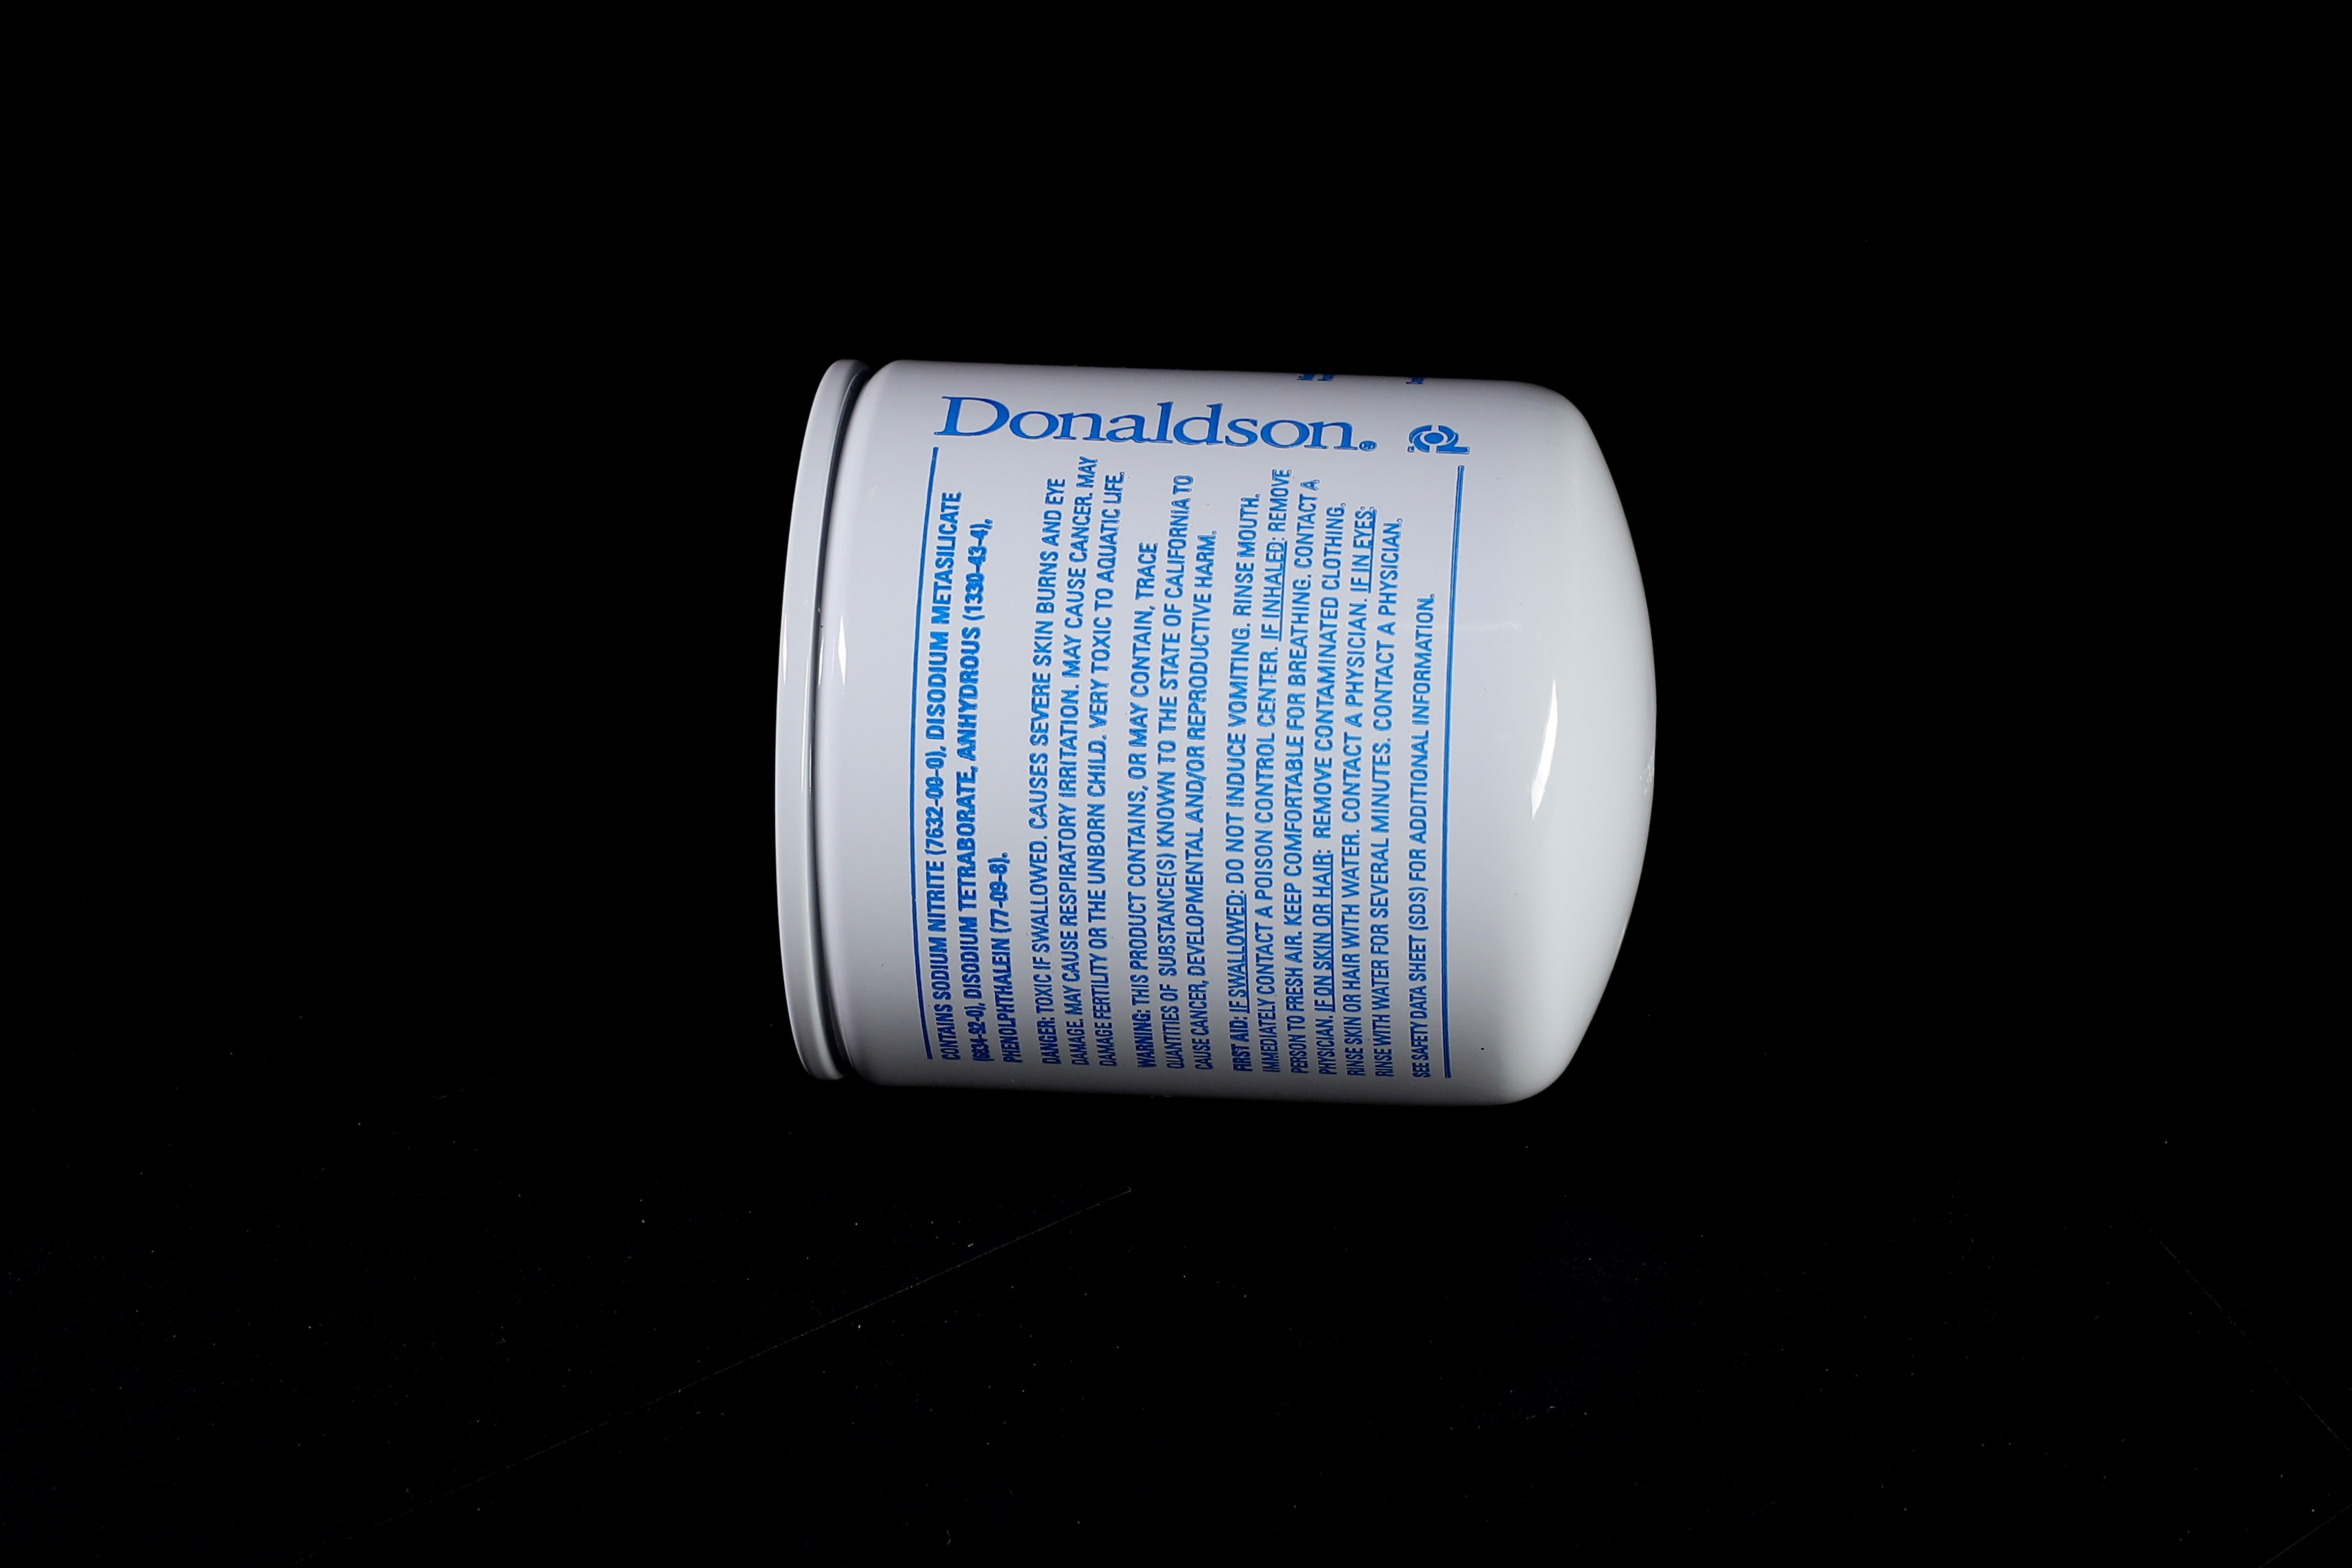 Donaldson®
CONTAINS SODIUM NITRITE (7632-00-0), DISODIUM METASILICATE
(6834-92-0), DISODIUM TETRABORATE, ANHYDROUS (1330-43-4),
PHENOLPHTHALEIN (77-09-8).
DANGER: TOXIC IF SWALLOWED. CAUSES SEVERE SKIN BURNS AND EYE
DAMAGE. MAY CAUSE RESPIRATORY IRRITATION. MAY CAUSE CANCER. MAY
DAMAGE FERTILITY OR THE UNBORN CHILD. VERY TOXIC TO AQUATIC LIFE.
WARNING: THIS PRODUCT CONTAINS, OR MAY CONTAIN, TRACE
QUANTITIES OF SUBSTANCE(S) KNOWN TO THE STATE OF CALIFORNIA TO
CAUSE CANCER, DEVELOPMENTAL AND/OR REPRODUCTIVE HARM.
FIRST AID: IF SWALLOWED: DO NOT INDUCE VOMITING. RINSE MOUTH.
IMMEDIATELY CONTACT A POISON CONTROL CENTER. IF INHALED: REMOVE
PERSON TO FRESH AIR. KEEP COMFORTABLE FOR BREATHING. CONTACT A
PHYSICIAN. IF ON SKIN OR HAIR: REMOVE CONTAMINATED CLOTHING.
RINSE SKIN OR HAIR WITH WATER. CONTACT A PHYSICIAN. IF IN EYES:
RINSE WITH WATER FOR SEVERAL MINUTES. CONTACT A PHYSICIAN.
SEE SAFETY DATA SHEET (SDS) FOR ADDITIONAL INFORMATION.